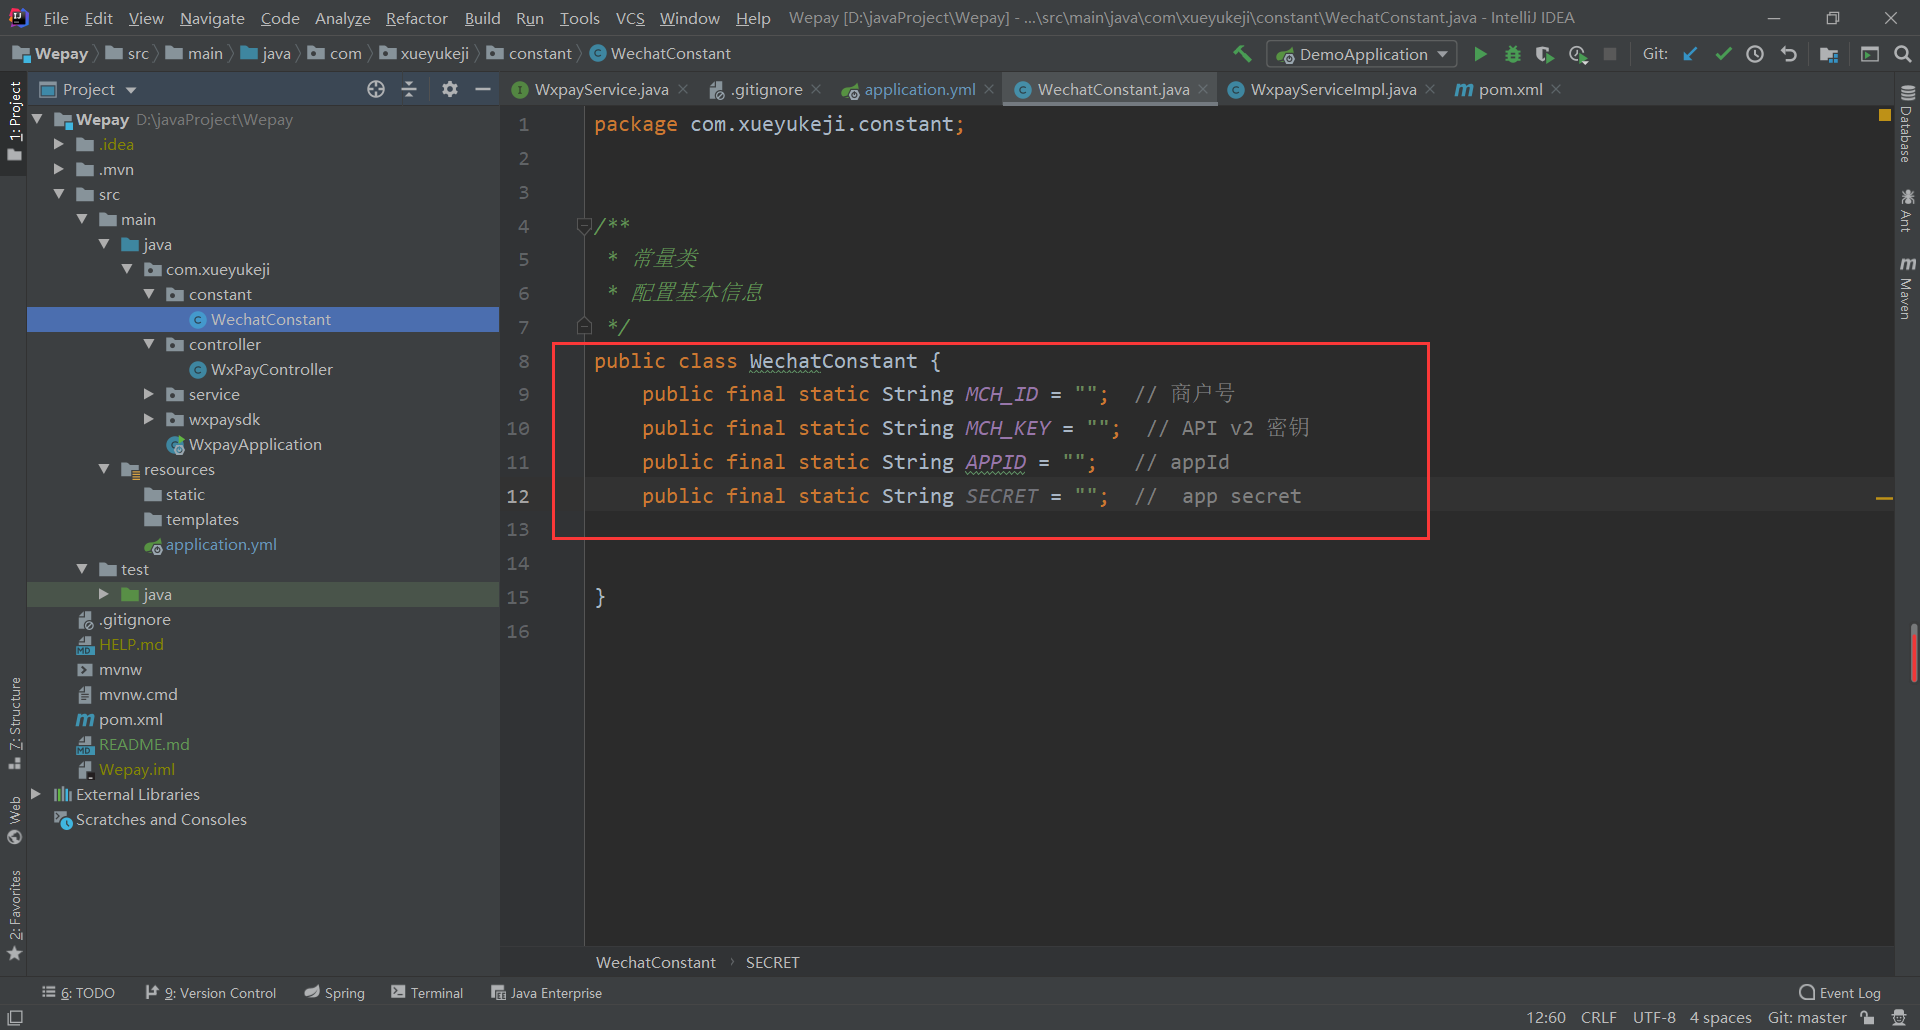 File Edit View Navigate Code Analyze Refactor Build Run Tools VCS Window Help Wepay [D:\javaProject\Wepay] - ...\src\main\java\com\xueyukeji\constant\WechatConstant.java - IntelliJ IDEA
Wepay src main java com xueyukeji constant WechatConstant DemoApplication Git:
Project WxpayService.java .gitignore application.yml WechatConstant.java WxpayServiceImpl.java pom.xml
1: Project
7: Structure
Web
2: Favorites
Wepay D:\javaProject\Wepay
.idea
.mvn
src
main
java
com.xueyukeji
constant
WechatConstant
controller
WxPayController
service
wxpaysdk
WxpayApplication
resources
static
templates
application.yml
test
java
.gitignore
HELP.md
mvnw
mvnw.cmd
pom.xml
README.md
Wepay.iml
External Libraries
Scratches and Consoles
1 package com.xueyukeji.constant;
2
3
4 /**
5  * 常量类
6  * 配置基本信息
7  */
8 public class WechatConstant {
9     public final static String MCH_ID = "";  // 商户号
10     public final static String MCH_KEY = "";  // API v2 密钥
11     public final static String APPID = "";   // appId
12     public final static String SECRET = "";  //  app secret
13
14
15 }
16
Database
Ant
Maven
WechatConstant SECRET
6: TODO 9: Version Control Spring Terminal Java Enterprise Event Log
12:60 CRLF UTF-8 4 spaces Git: master